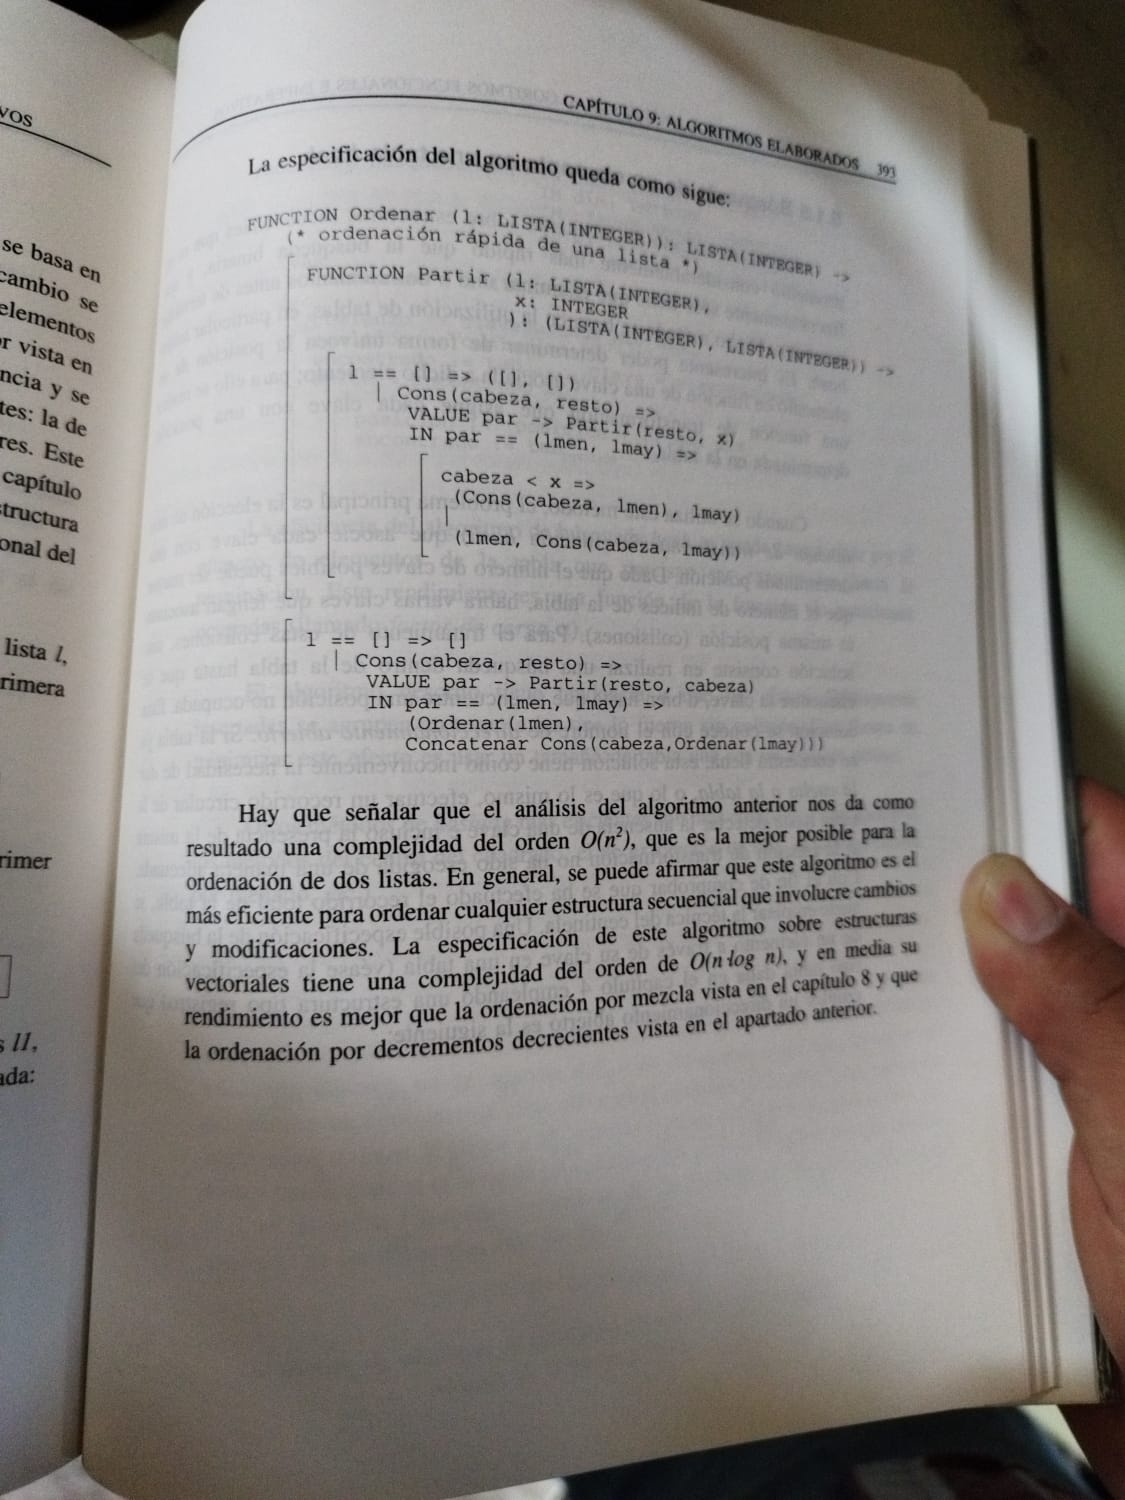 VOS
se basa en
cambio se
elementos
r vista en
ncia y se
tes: la de
res. Este
capítulo
structura
onal del
lista l,
rimera
rimer
s l1,
ada:
CAPÍTULO 9: ALGORITMOS ELABORADOS 393
La especificación del algoritmo queda como sigue:
FUNCTION Ordenar (l: LISTA(INTEGER)): LISTA(INTEGER) ->
(* ordenación rápida de una lista *)
FUNCTION Partir (l: LISTA(INTEGER),
x: INTEGER
): (LISTA(INTEGER), LISTA(INTEGER)) ->
l == [] => ([], [])
| Cons(cabeza, resto) =>
VALUE par -> Partir(resto, x)
IN par == (lmen, lmay) =>
cabeza < x =>
(Cons(cabeza, lmen), lmay)
|
(lmen, Cons(cabeza, lmay))
l == [] => []
| Cons(cabeza, resto) =>
VALUE par -> Partir(resto, cabeza)
IN par == (lmen, lmay) =>
(Ordenar(lmen),
Concatenar Cons(cabeza,Ordenar(lmay)))
Hay que señalar que el análisis del algoritmo anterior nos da como
resultado una complejidad del orden O(n²), que es la mejor posible para la
ordenación de dos listas. En general, se puede afirmar que este algoritmo es el
más eficiente para ordenar cualquier estructura secuencial que involucre cambios
y modificaciones. La especificación de este algoritmo sobre estructuras
vectoriales tiene una complejidad del orden de O(n·log n), y en media su
rendimiento es mejor que la ordenación por mezcla vista en el capítulo 8 y que
la ordenación por decrementos decrecientes vista en el apartado anterior.